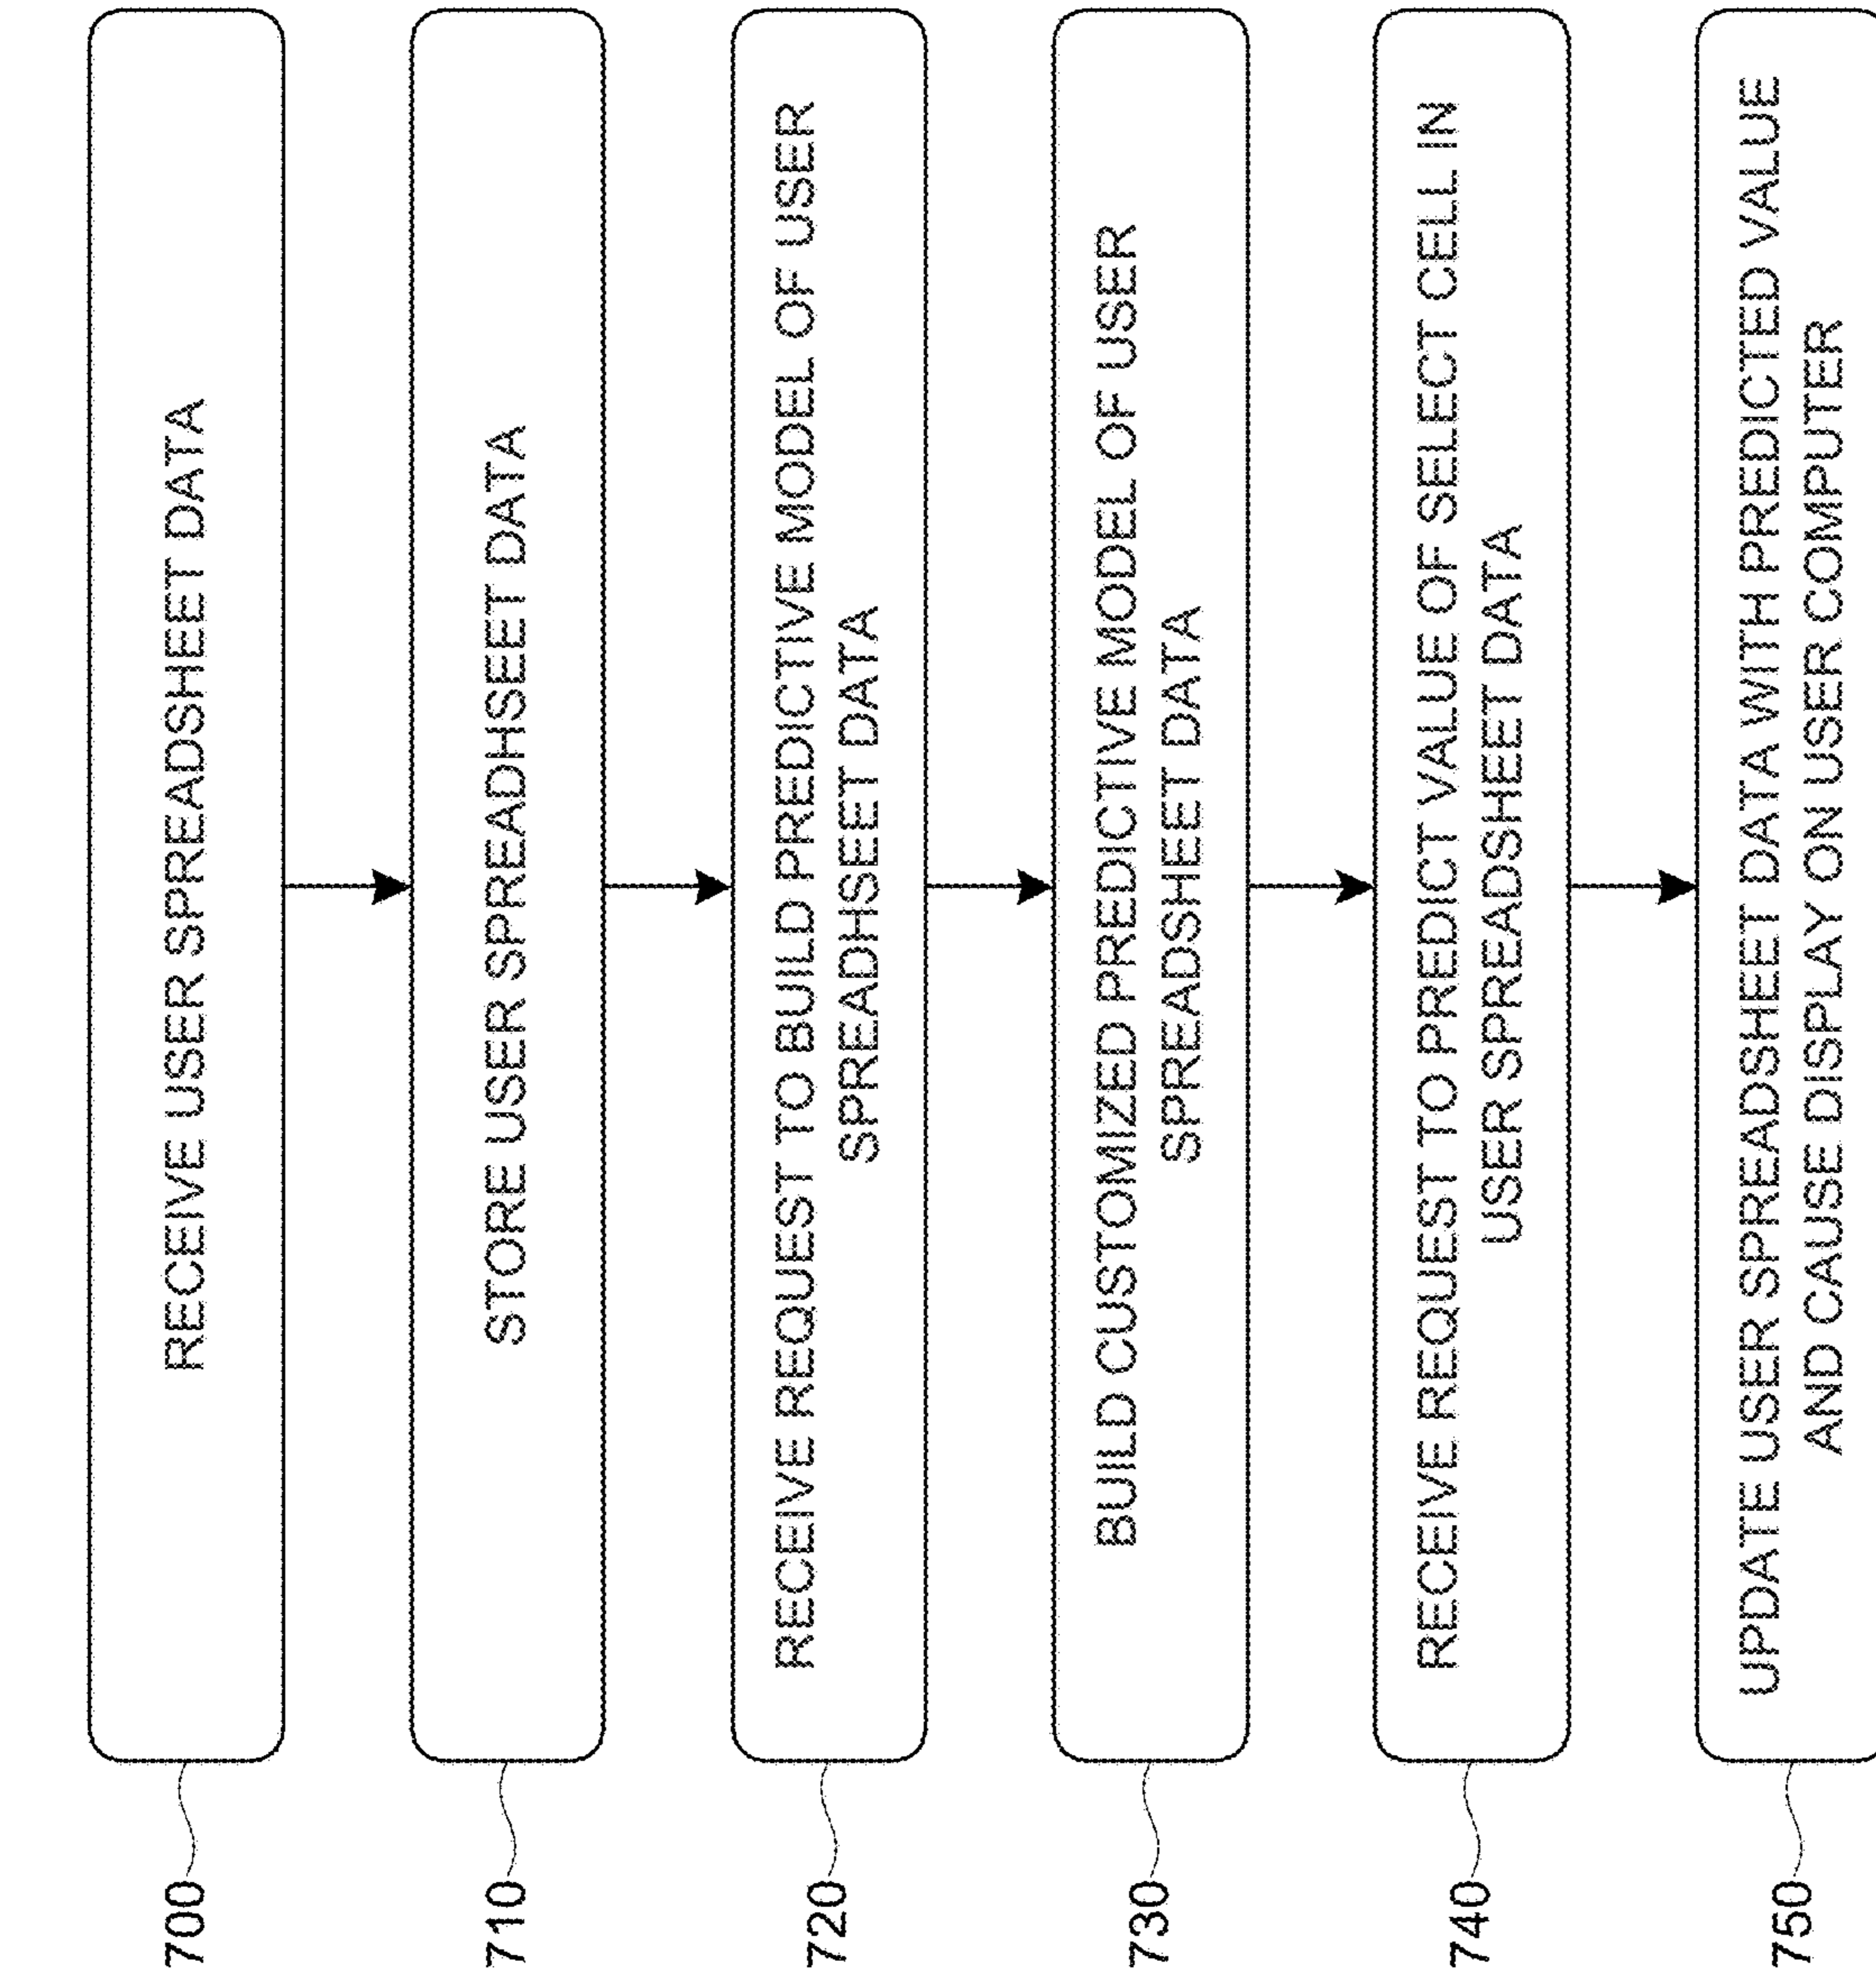 700
RECEIVE USER SPREADSHEET DATA
710
STORE USER SPREADHSEET DATA
720
RECEIVE REQUEST TO BUILD PREDICTIVE MODEL OF USER
SPREADHSEET DATA
730
BUILD CUSTOMIZED PREDICTIVE MODEL OF USER
SPREADSHEET DATA
740
RECEIVE REQUEST TO PREDICT VALUE OF SELECT CELL IN
USER SPREADSHEET DATA
750
UPDATE USER SPREADSHEET DATA WITH PREDICTED VALUE
AND CAUSE DISPLAY ON USER COMPUTER